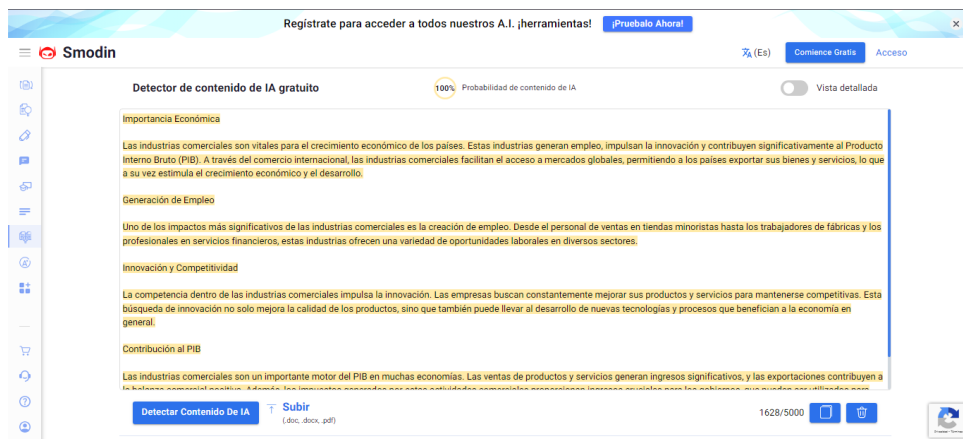 Regístrate para acceder a todos nuestros A.I. ¡herramientas! ¡Pruebalo Ahora!
Smodin
(Es)
Comience Gratis
Acceso
Detector de contenido de IA gratuito
100% Probabilidad de contenido de IA
Vista detallada
Importancia Económica
Las industrias comerciales son vitales para el crecimiento económico de los países. Estas industrias generan empleo, impulsan la innovación y contribuyen significativamente al Producto
Interno Bruto (PIB). A través del comercio internacional, las industrias comerciales facilitan el acceso a mercados globales, permitiendo a los países exportar sus bienes y servicios, lo que
a su vez estimula el crecimiento económico y el desarrollo.
Generación de Empleo
Uno de los impactos más significativos de las industrias comerciales es la creación de empleo. Desde el personal de ventas en tiendas minoristas hasta los trabajadores de fábricas y los
profesionales en servicios financieros, estas industrias ofrecen una variedad de oportunidades laborales en diversos sectores.
Innovación y Competitividad
La competencia dentro de las industrias comerciales impulsa la innovación. Las empresas buscan constantemente mejorar sus productos y servicios para mantenerse competitivas. Esta
búsqueda de innovación no solo mejora la calidad de los productos, sino que también puede llevar al desarrollo de nuevas tecnologías y procesos que benefician a la economía en
general.
Contribución al PIB
Las industrias comerciales son un importante motor del PIB en muchas economías. Las ventas de productos y servicios generan ingresos significativos, y las exportaciones contribuyen a
Detectar Contenido De IA
Subir
(.doc, .docx, .pdf)
1628/5000